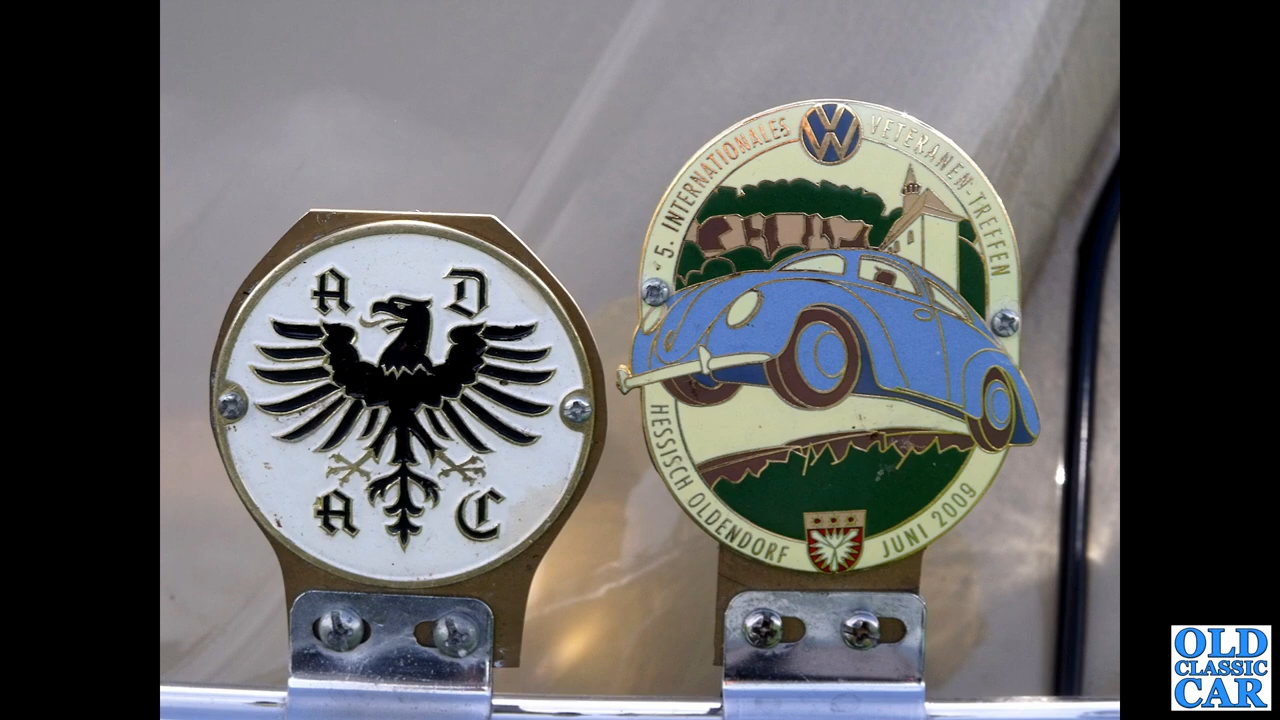 A D
A C
5. INTERNATIONALES VW VETERANEN-TREFFEN
HESSISCH OLDENDORF JUNI 2009
OLD
CLASSIC
CAR